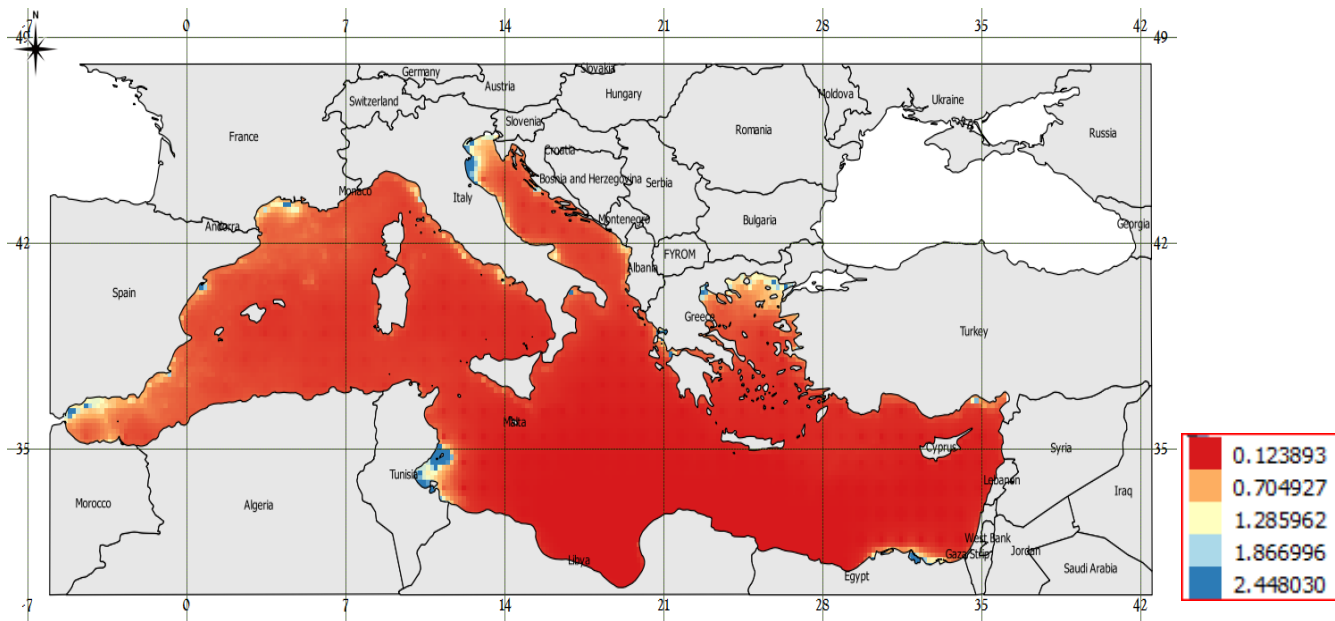 N
-7 0 7 14 21 28 35 42
49 49
Germany
Slovakia
Austria
Switzerland
Hungary
Moldova
Ukraine
France
Slovenia
Romania
Russia
Croatia
Bosnia and Herzegovina
Serbia
Monaco
Italy
Andorra
Montenegro
Bulgaria
Georgia
42 42
FYROM
Albania
Spain
Greece
Turkey
Malta
35 35
Cyprus
Syria
Tunisia
Lebanon
Iraq
Morocco
Algeria
West Bank
Gaza Strip
Jordan
Libya
Egypt
Saudi Arabia
-7 0 7 14 21 28 35 42
0.123893
0.704927
1.285962
1.866996
2.448030